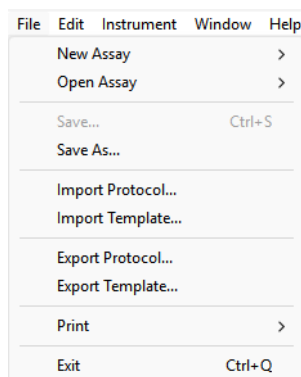 File Edit Instrument Window Help
New Assay >
Open Assay >
Save... Ctrl+S
Save As...
Import Protocol...
Import Template...
Export Protocol...
Export Template...
Print >
Exit Ctrl+Q